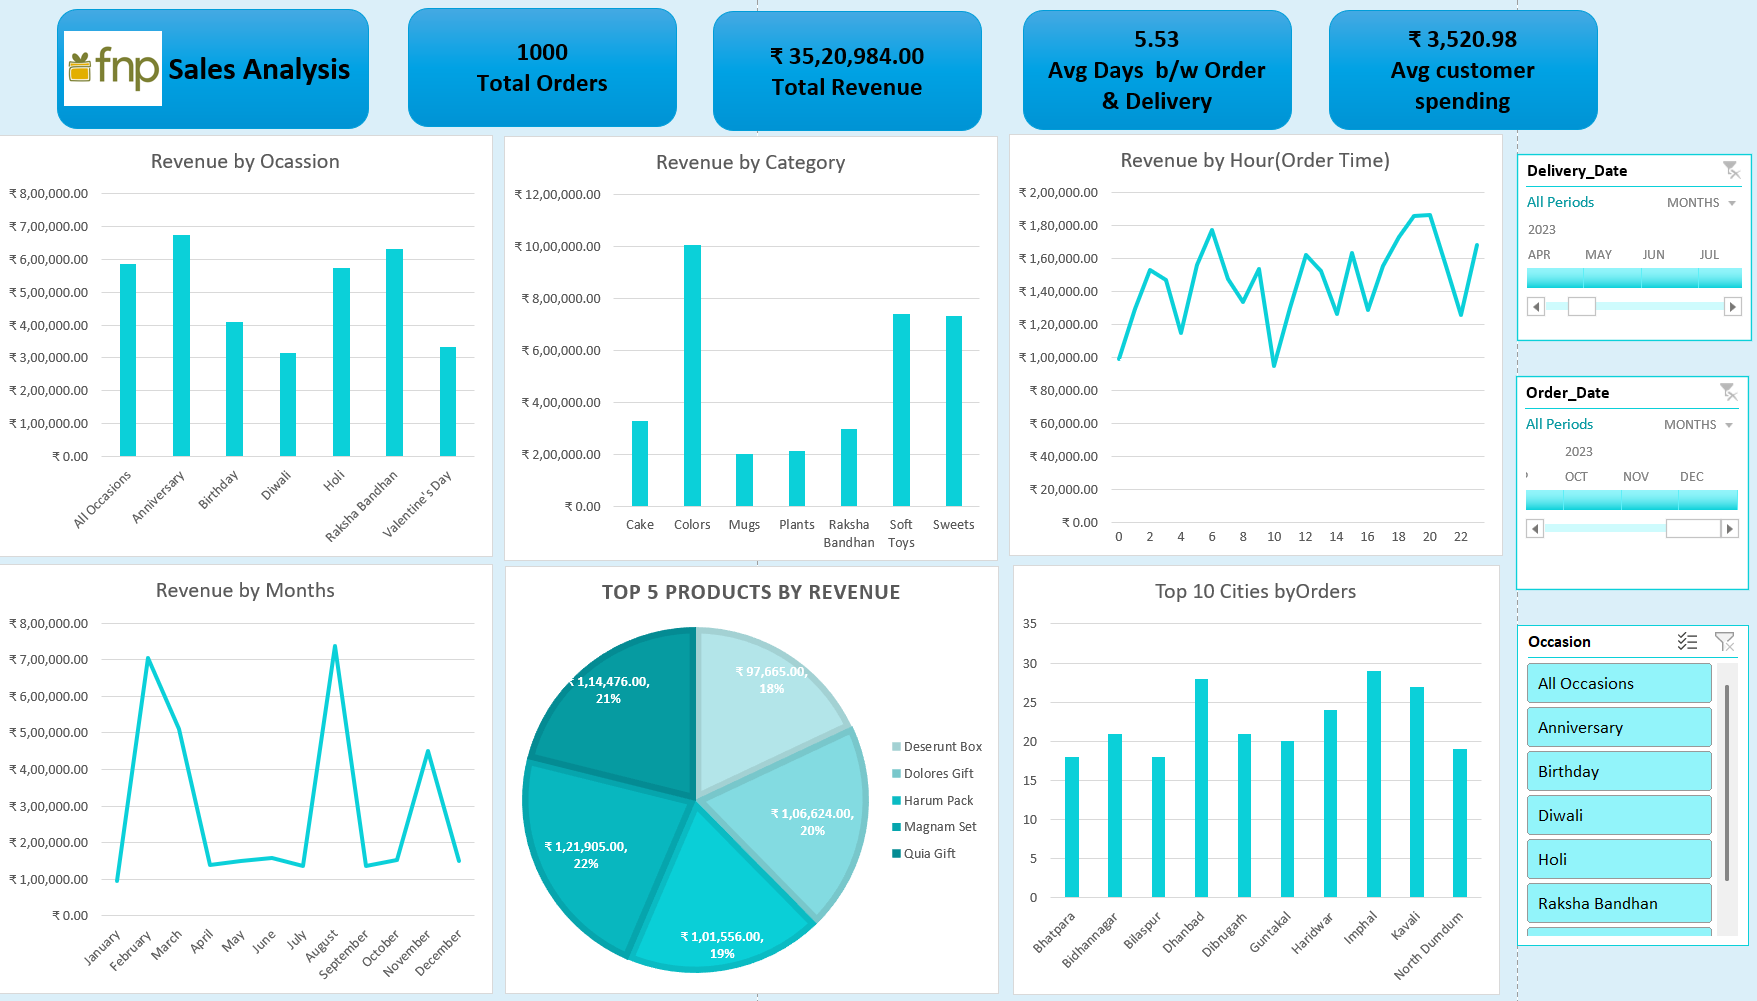 fnp Sales Analysis
1000
Total Orders
₹ 35,20,984.00
Total Revenue
5.53
Avg Days b/w Order
& Delivery
₹ 3,520.98
Avg customer
spending
Revenue by Ocassion
₹ 8,00,000.00
₹ 7,00,000.00
₹ 6,00,000.00
₹ 5,00,000.00
₹ 4,00,000.00
₹ 3,00,000.00
₹ 2,00,000.00
₹ 1,00,000.00
₹ 0.00
All Occasions
Anniversary
Birthday
Diwali
Holi
Raksha Bandhan
Valentine's Day
Revenue by Category
₹ 12,00,000.00
₹ 10,00,000.00
₹ 8,00,000.00
₹ 6,00,000.00
₹ 4,00,000.00
₹ 2,00,000.00
₹ 0.00
Cake Colors Mugs Plants Raksha Soft Sweets
Bandhan Toys
Revenue by Hour(Order Time)
₹ 2,00,000.00
₹ 1,80,000.00
₹ 1,60,000.00
₹ 1,40,000.00
₹ 1,20,000.00
₹ 1,00,000.00
₹ 80,000.00
₹ 60,000.00
₹ 40,000.00
₹ 20,000.00
₹ 0.00
0 2 4 6 8 10 12 14 16 18 20 22
Delivery_Date
All Periods MONTHS
2023
APR MAY JUN JUL
Order_Date
All Periods MONTHS
2023
OCT NOV DEC
Revenue by Months
₹ 8,00,000.00
₹ 7,00,000.00
₹ 6,00,000.00
₹ 5,00,000.00
₹ 4,00,000.00
₹ 3,00,000.00
₹ 2,00,000.00
₹ 1,00,000.00
₹ 0.00
January
February
March
April
May
June
July
August
September
October
November
December
TOP 5 PRODUCTS BY REVENUE
₹ 97,665.00,
18%
₹ 1,06,624.00,
20%
₹ 1,01,556.00,
19%
₹ 1,21,905.00,
22%
₹ 1,14,476.00,
21%
Deserunt Box
Dolores Gift
Harum Pack
Magnam Set
Quia Gift
Top 10 Cities byOrders
35
30
25
20
15
10
5
0
Bhatpara
Bidhannagar
Bilaspur
Dhanbad
Dibrugarh
Guntakal
Haridwar
Imphal
Kavali
North Dumdum
Occasion
All Occasions
Anniversary
Birthday
Diwali
Holi
Raksha Bandhan